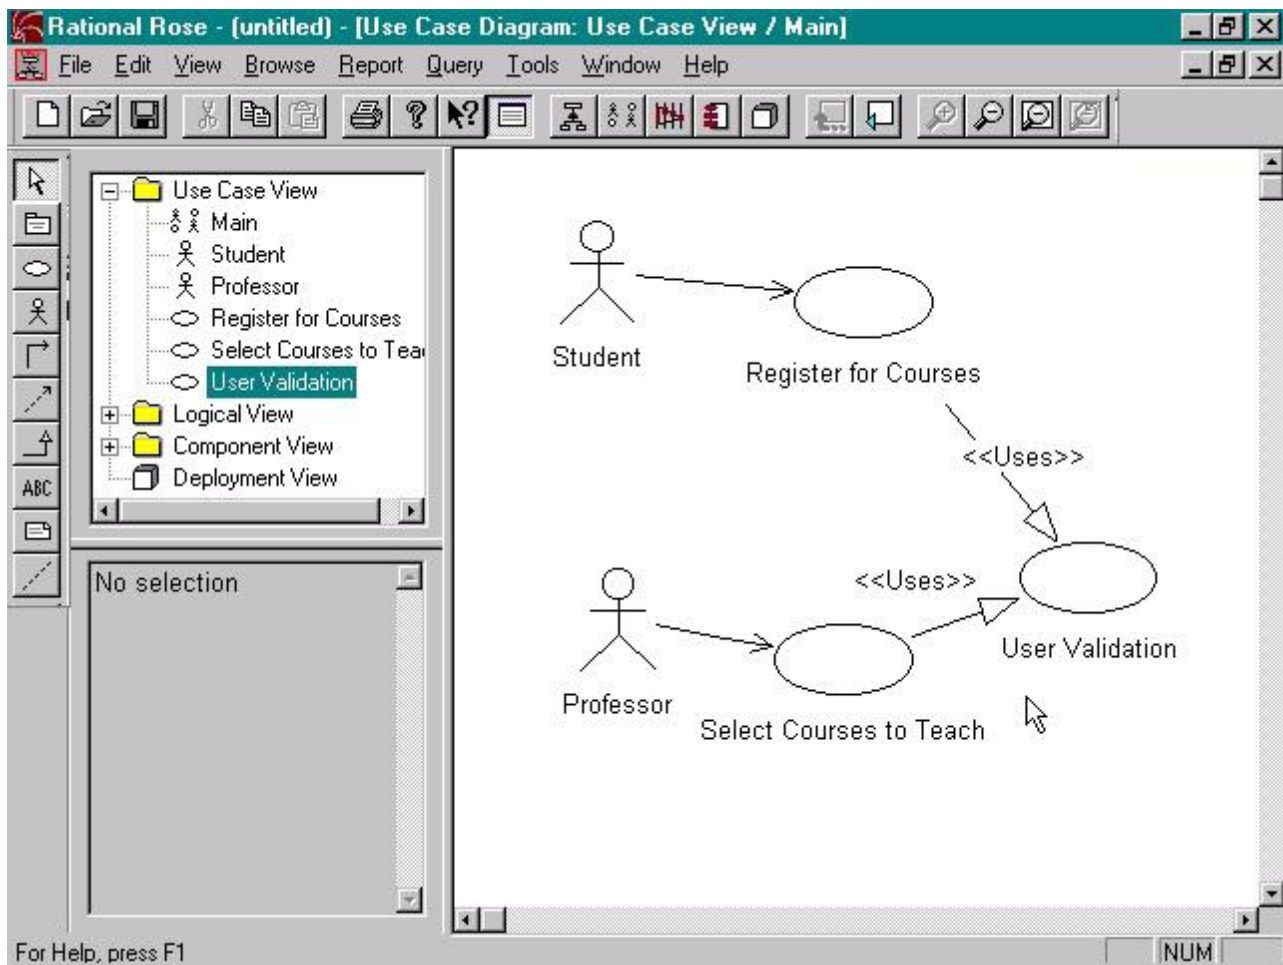 Rational Rose - (untitled) - [Use Case Diagram: Use Case View / Main]
File Edit View Browse Report Query Tools Window Help
Use Case View
Main
Student
Professor
Register for Courses
Select Courses to Tea
User Validation
Logical View
Component View
Deployment View
ABC
No selection
Student
Register for Courses
<<Uses>>
<<Uses>>
User Validation
Professor
Select Courses to Teach
For Help, press F1
NUM